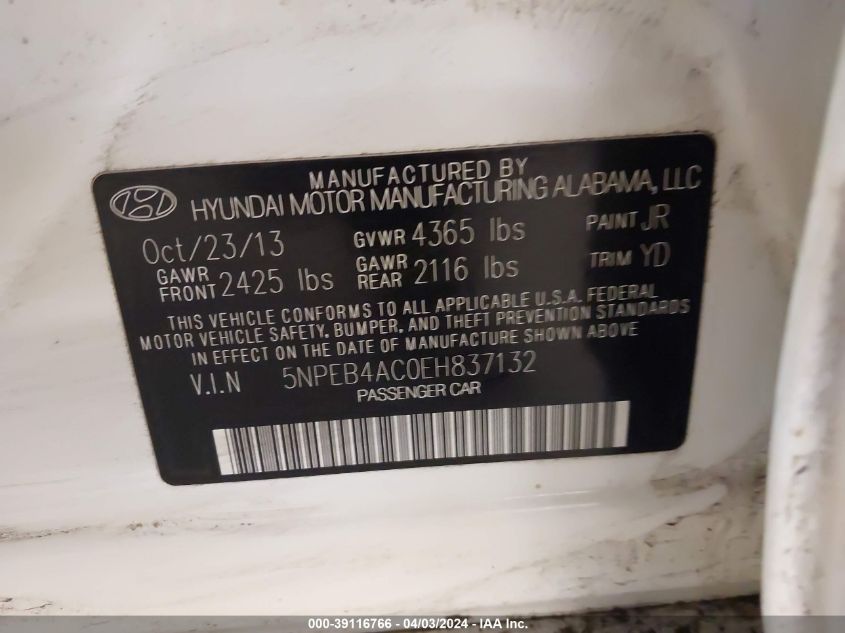 MANUFACTURED BY
HYUNDAI MOTOR MANUFACTURING ALABAMA, LLC
Oct/23/13 GVWR 4365 lbs PAINT JR
GAWR FRONT 2425 lbs GAWR REAR 2116 lbs TRIM YD
THIS VEHICLE CONFORMS TO ALL APPLICABLE U.S.A. FEDERAL
MOTOR VEHICLE SAFETY, BUMPER, AND THEFT PREVENTION STANDARDS
IN EFFECT ON THE DATE OF MANUFACTURE SHOWN ABOVE
V.I.N 5NPEB4AC0EH837132
PASSENGER CAR
000-39116766 - 04/03/2024 - IAA Inc.